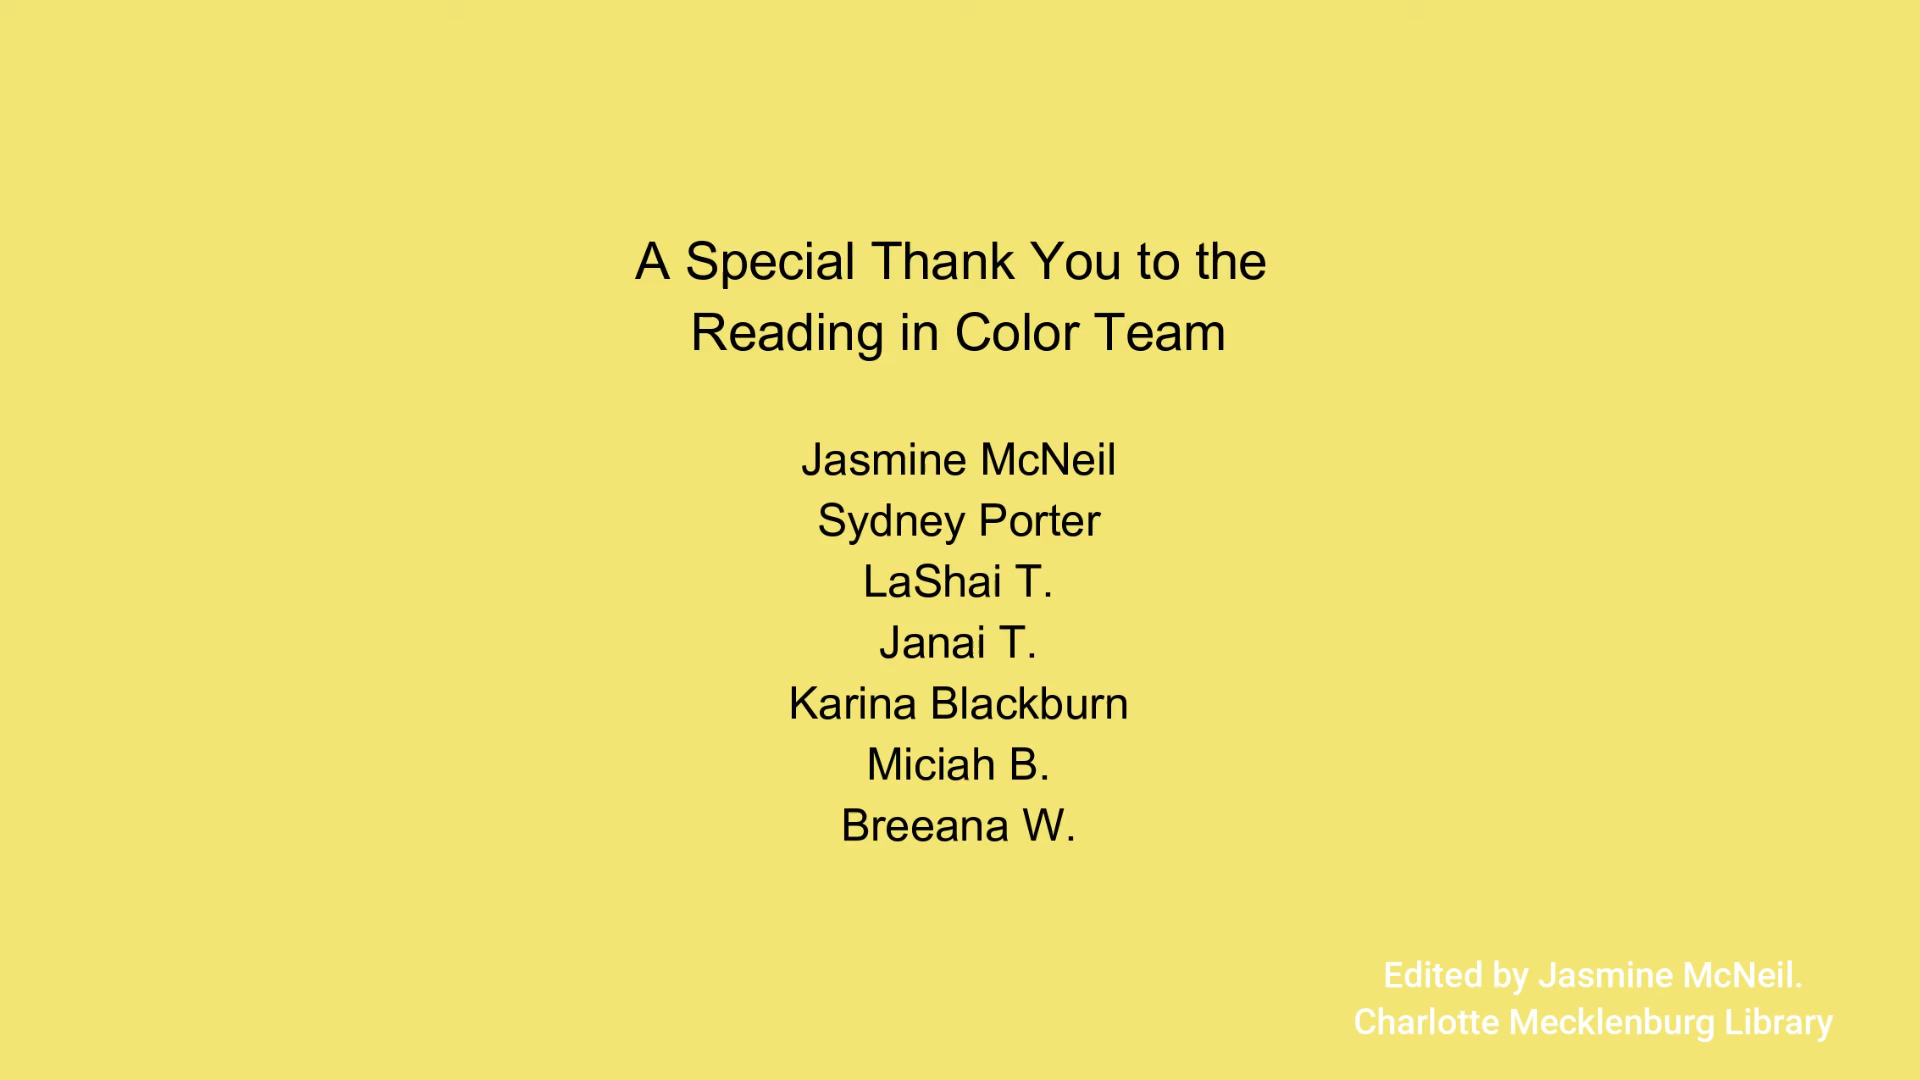 A Special Thank You to the
Reading in Color Team
Jasmine McNeil
Sydney Porter
LaShai T.
Janai T.
Karina Blackburn
Miciah B.
Breeana W.
Edited by Jasmine McNeil.
Charlotte Mecklenburg Library